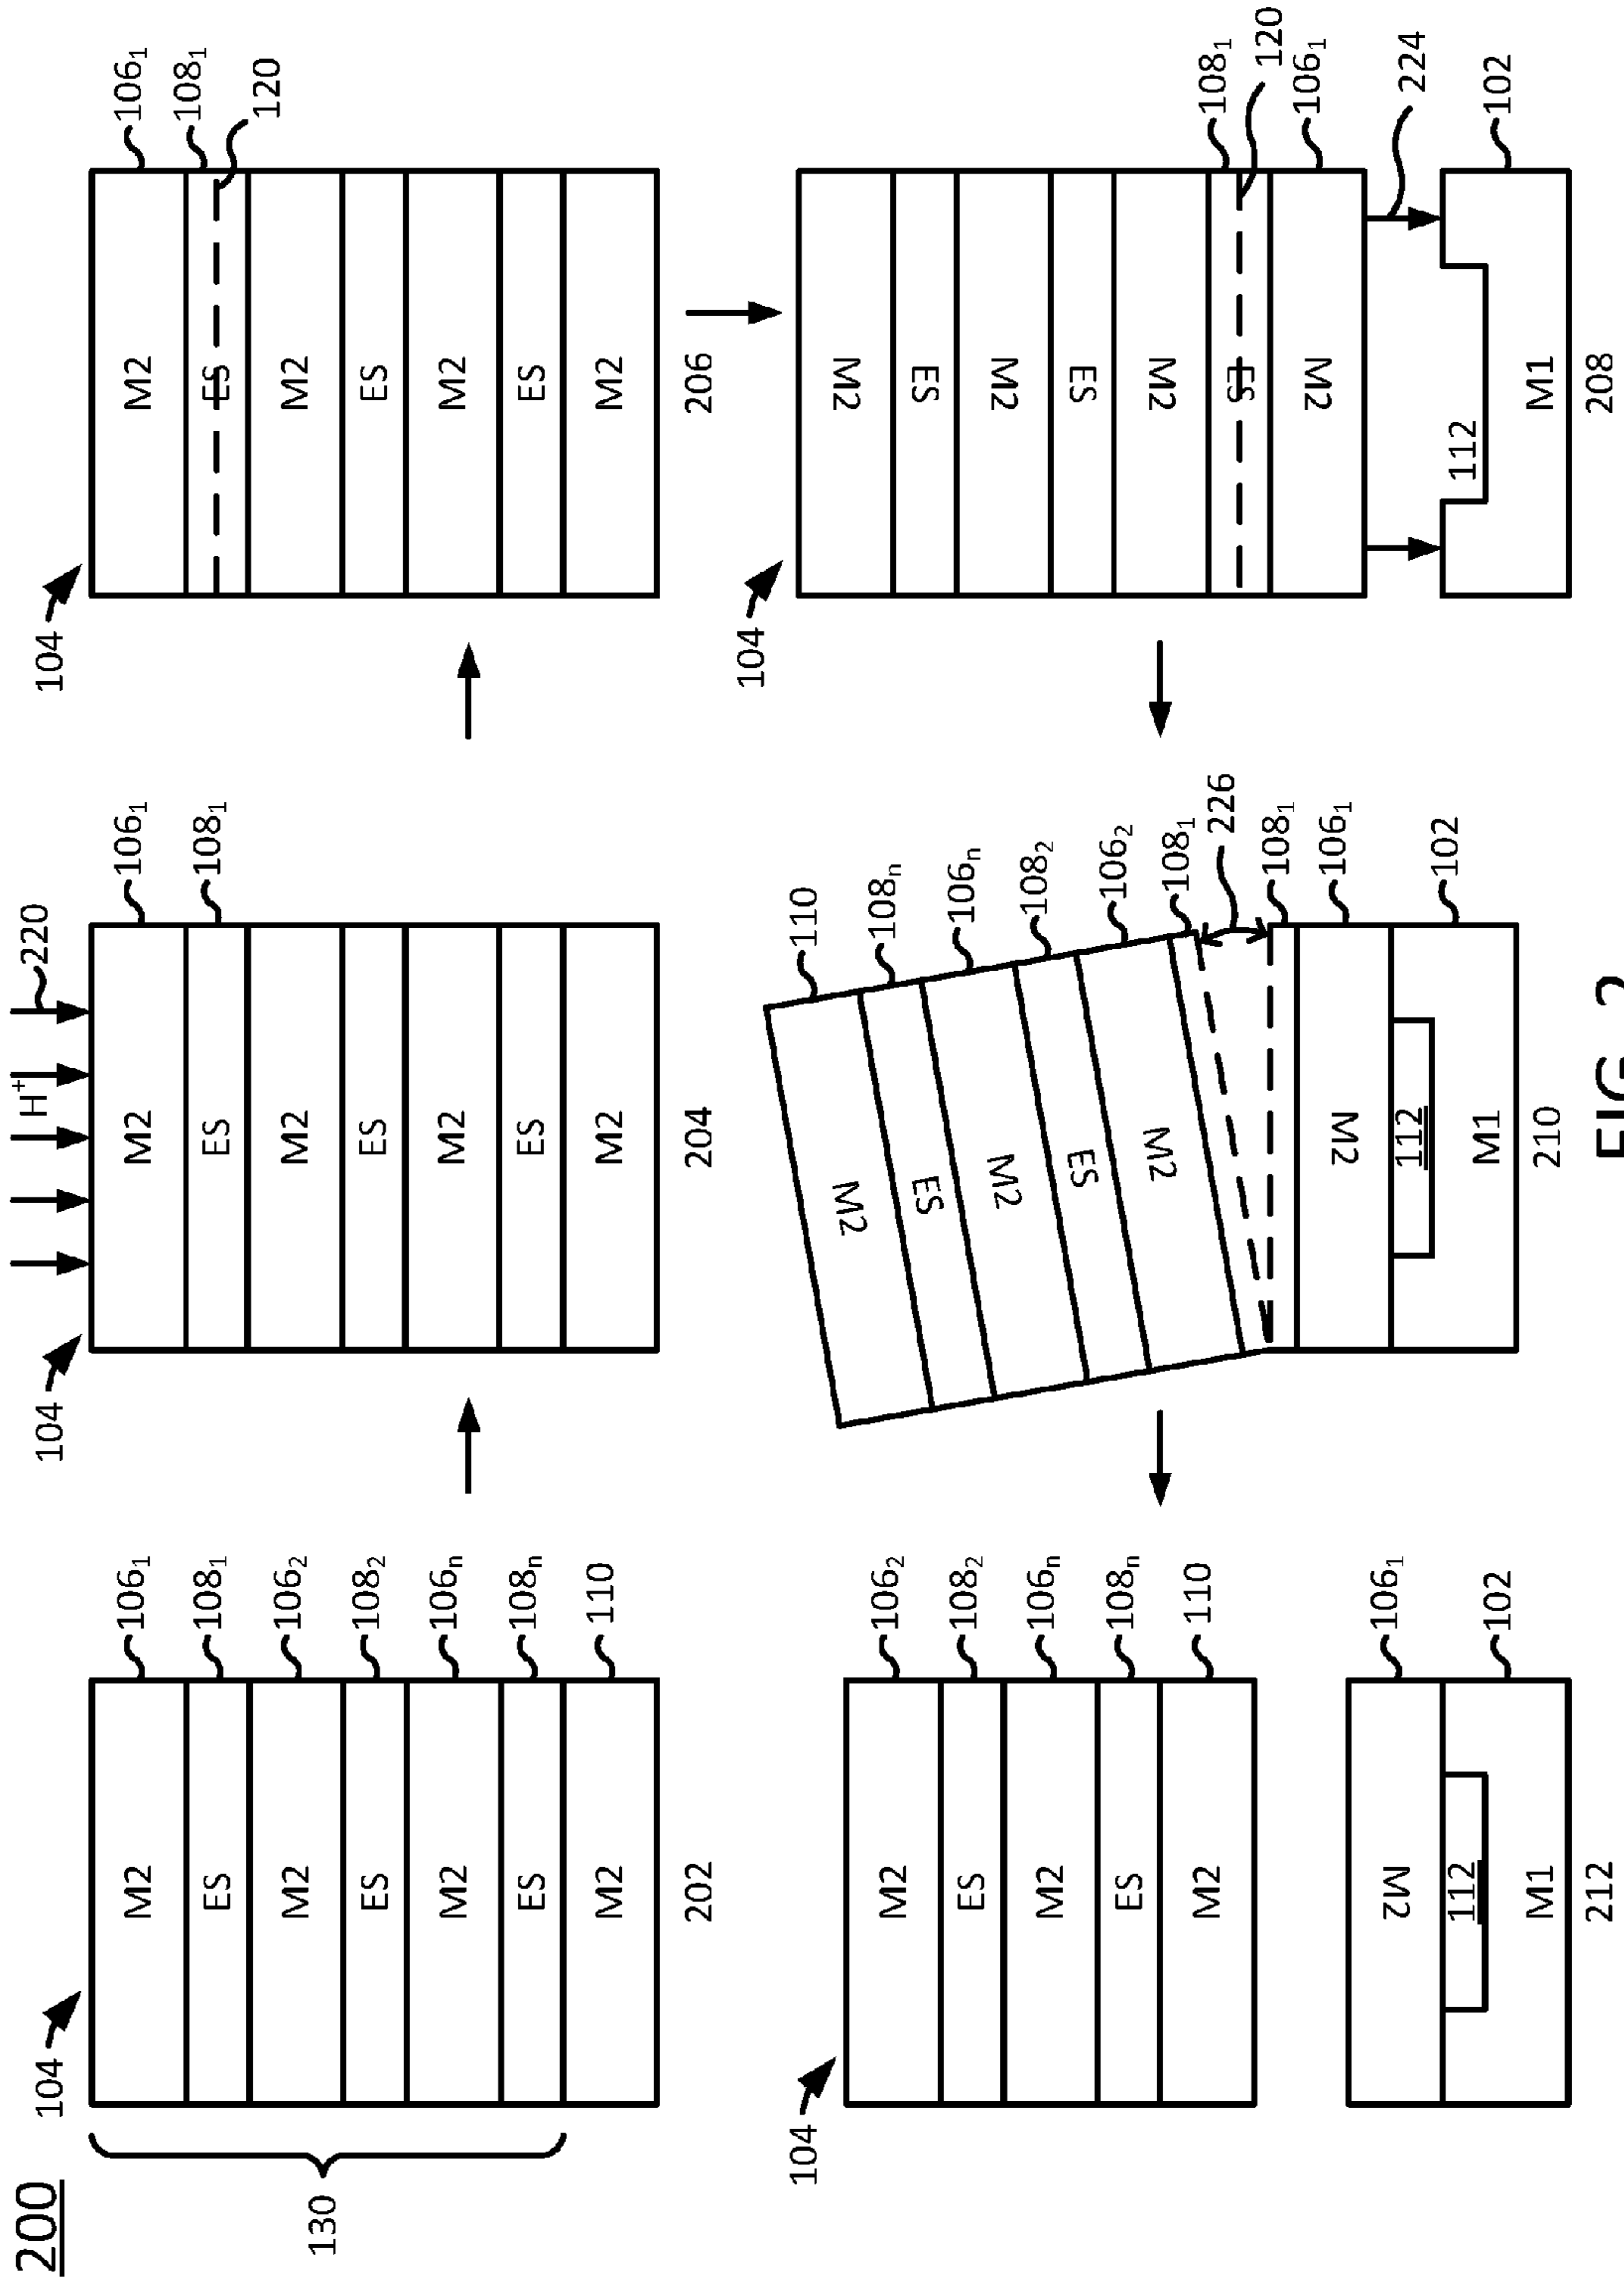 200
104
130
M2
ES
M2
ES
M2
ES
M2
106₁
108₁
106₂
108₂
106ₙ
108ₙ
110
202
104
H⁺
220
M2
ES
M2
ES
M2
ES
M2
106₁
108₁
204
104
M2
ES
M2
ES
M2
ES
M2
106₁
108₁
120
206
104
M2
ES
M2
ES
M2
ES
M2
108₁
120
106₁
224
112
M1
102
208
M2
ES
M2
ES
M2
110
108ₙ
106ₙ
108₂
106₂
108₁
226
108₁
106₁
102
M2
112
M1
210
104
M2
ES
M2
ES
M2
106₂
108₂
106ₙ
108ₙ
110
M2
112
M1
106₁
102
212
FIG. 2